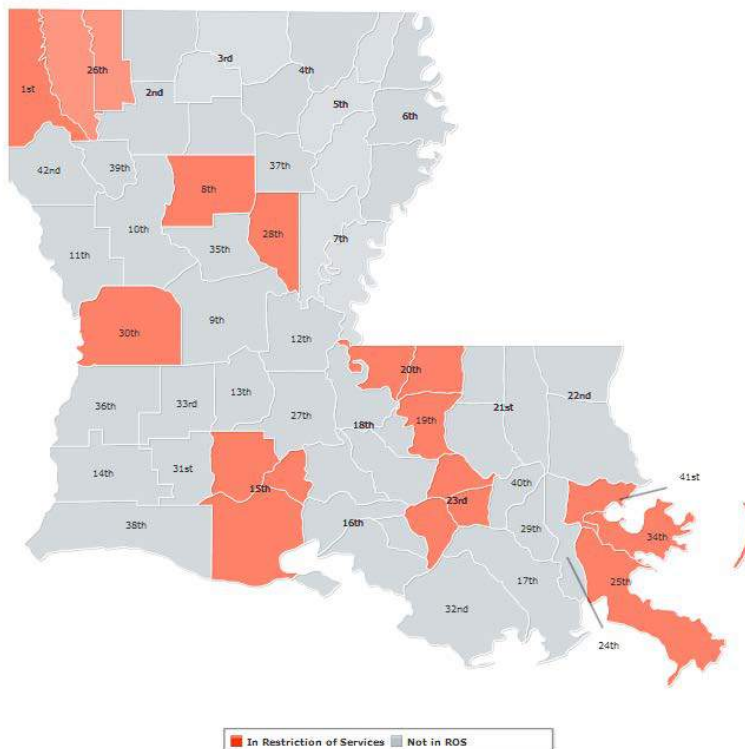 3rd
26th
4th
1st
2nd
5th
6th
37th
39th
42nd
8th
10th
28th
7th
35th
11th
9th
30th
12th
20th
13th
22nd
36th
33rd
21st
27th
19th
18th
31st
14th
41st
40th
15th
23rd
16th
38th
29th
34th
17th
25th
32nd
24th
In Restriction of Services Not in ROS